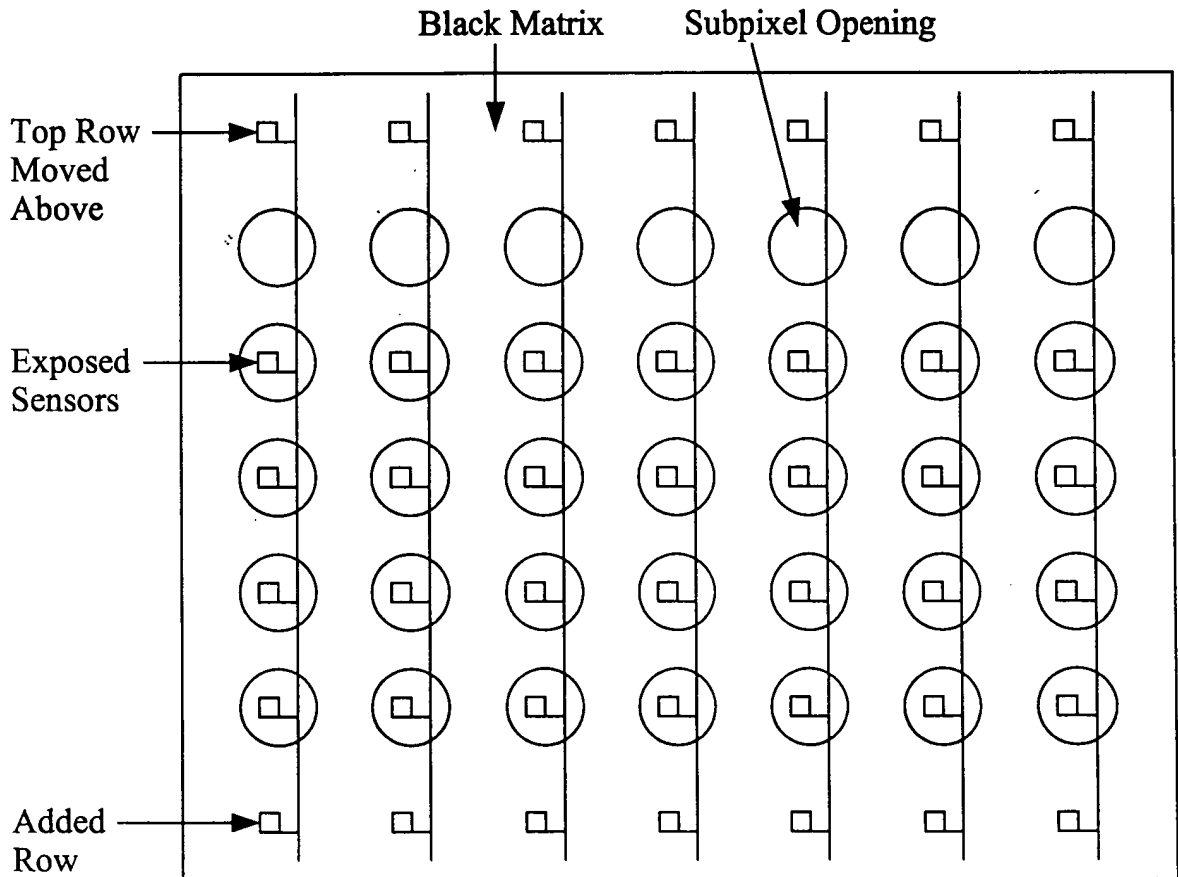 Black Matrix
Subpixel Opening
Top Row
Moved
Above
Exposed
Sensors
Added
Row